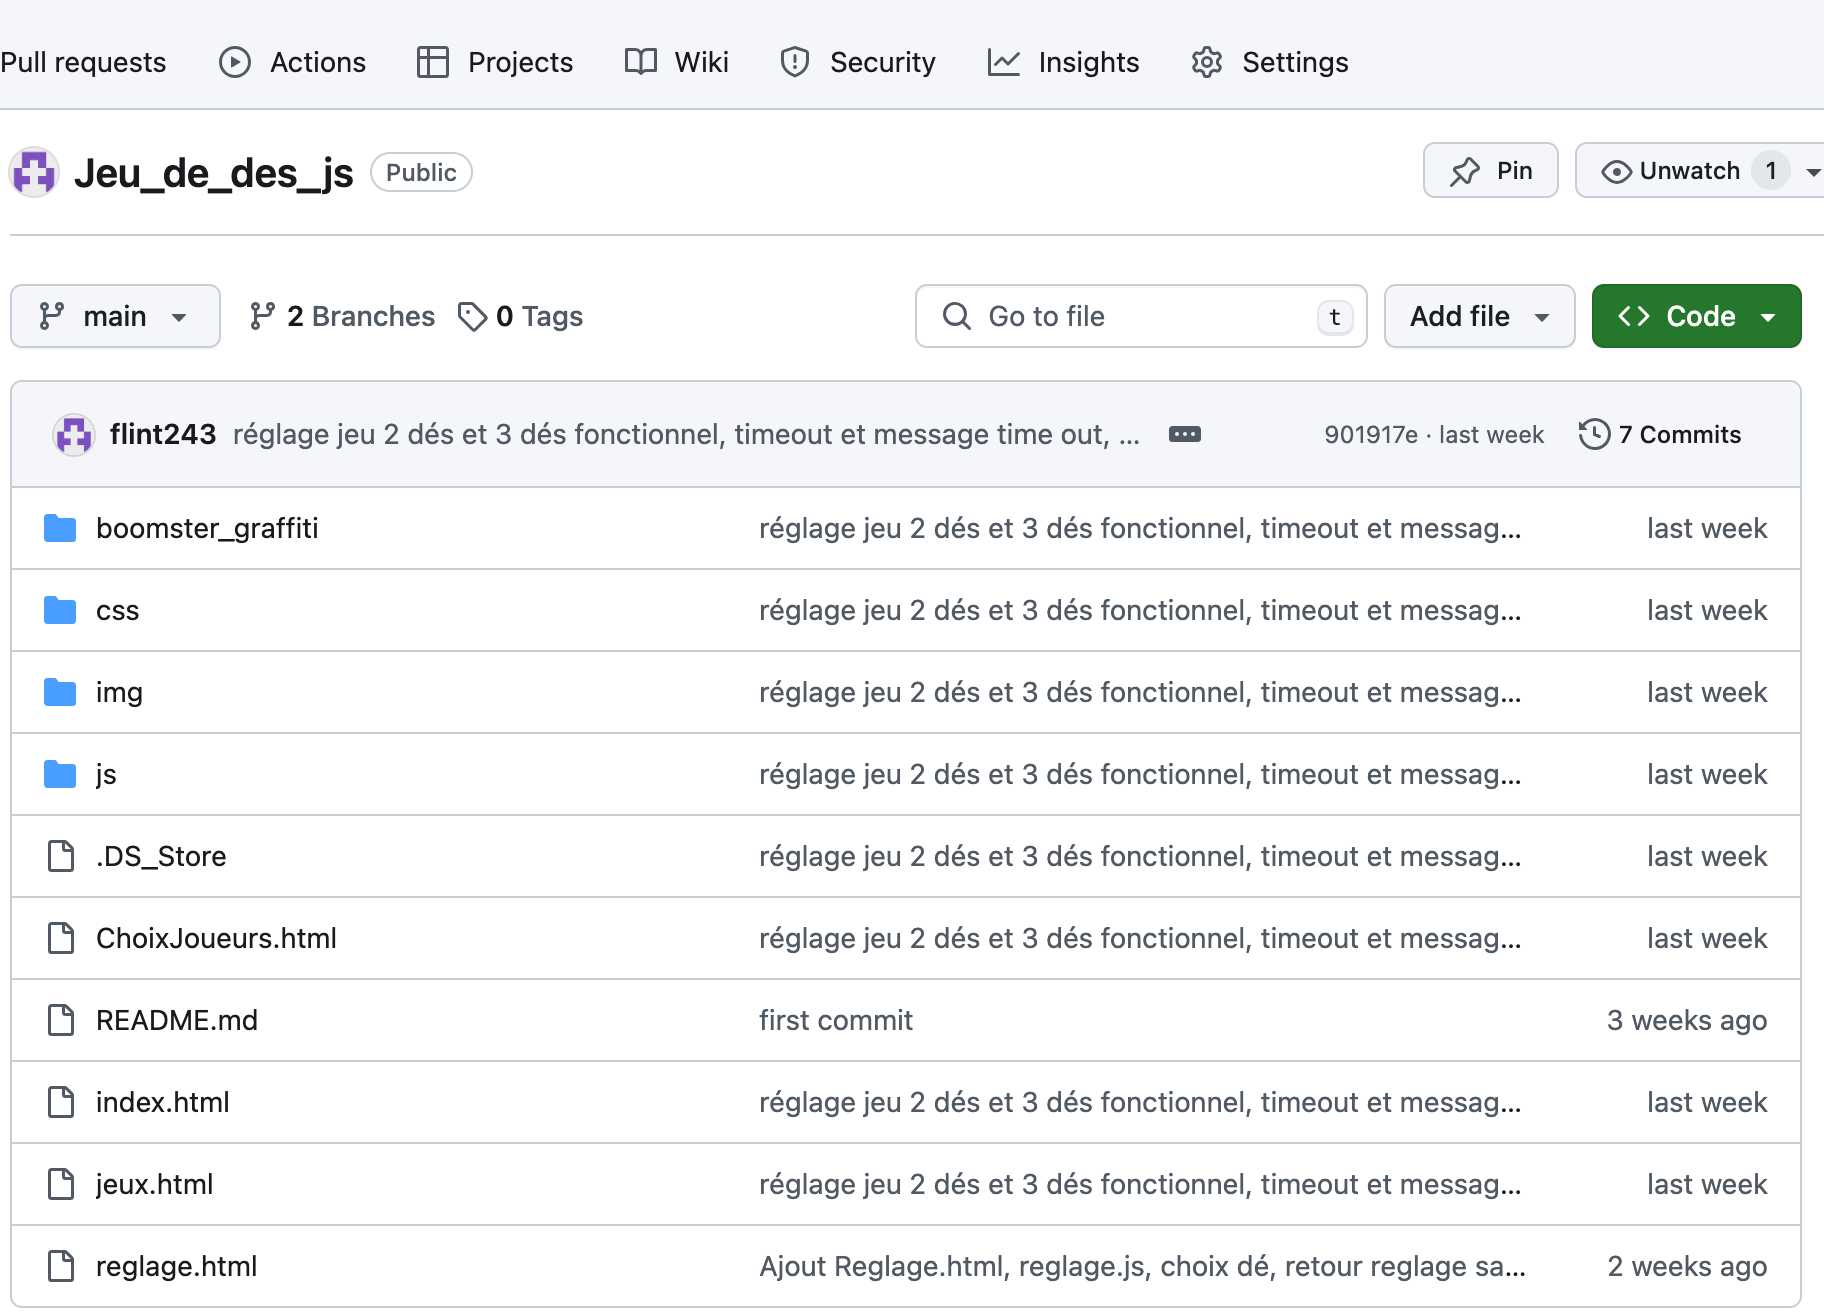 Pull requests Actions Projects Wiki Security Insights Settings
Jeu_de_des_js Public Pin Unwatch 1
main 2 Branches 0 Tags Go to file t Add file Code
flint243 réglage jeu 2 dés et 3 dés fonctionnel, timeout et message time out, ... 901917e · last week 7 Commits
boomster_graffiti réglage jeu 2 dés et 3 dés fonctionnel, timeout et messag... last week
css réglage jeu 2 dés et 3 dés fonctionnel, timeout et messag... last week
img réglage jeu 2 dés et 3 dés fonctionnel, timeout et messag... last week
js réglage jeu 2 dés et 3 dés fonctionnel, timeout et messag... last week
.DS_Store réglage jeu 2 dés et 3 dés fonctionnel, timeout et messag... last week
ChoixJoueurs.html réglage jeu 2 dés et 3 dés fonctionnel, timeout et messag... last week
README.md first commit 3 weeks ago
index.html réglage jeu 2 dés et 3 dés fonctionnel, timeout et messag... last week
jeux.html réglage jeu 2 dés et 3 dés fonctionnel, timeout et messag... last week
reglage.html Ajout Reglage.html, reglage.js, choix dé, retour reglage sa... 2 weeks ago